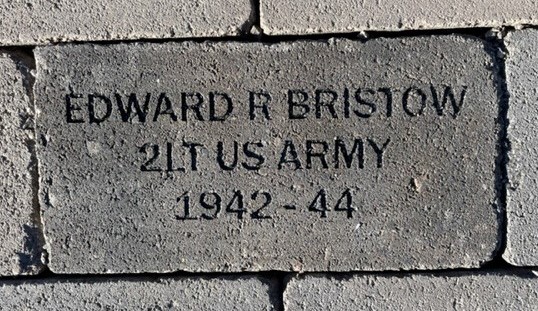 EDWARD R BRISTOW
2LT US ARMY
1942 - 44